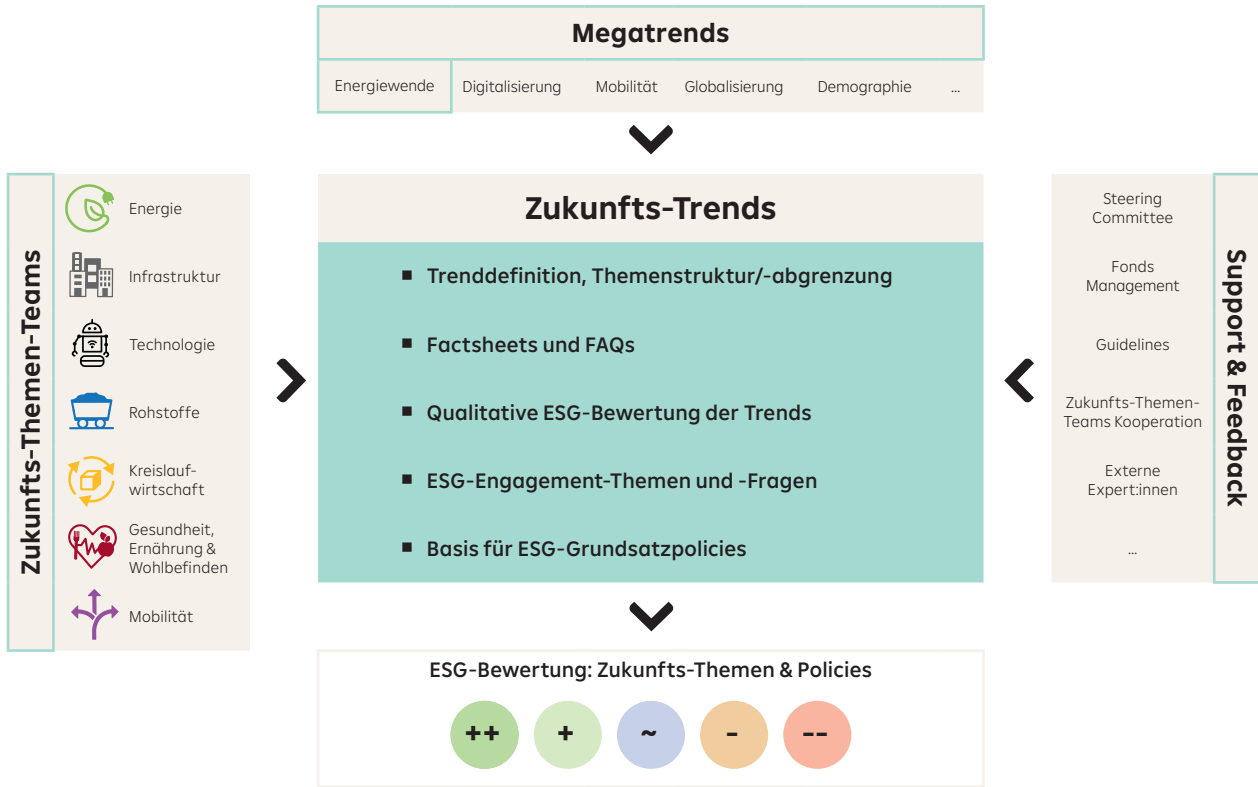 Megatrends
Energiewende Digitalisierung Mobilität Globalisierung Demographie ...
Zukunfts-Themen-Teams
Energie
Infrastruktur
Technologie
Rohstoffe
Kreislauf-
wirtschaft
Gesundheit,
Ernährung &
Wohlbefinden
Mobilität
Zukunfts-Trends
▪ Trenddefinition, Themenstruktur/-abgrenzung
▪ Factsheets und FAQs
▪ Qualitative ESG-Bewertung der Trends
▪ ESG-Engagement-Themen und -Fragen
▪ Basis für ESG-Grundsatzpolicies
Steering
Committee
Fonds
Management
Guidelines
Zukunfts-Themen-
Teams Kooperation
Externe
Expert:innen
...
Support & Feedback
ESG-Bewertung: Zukunfts-Themen & Policies
++ + ~ - --